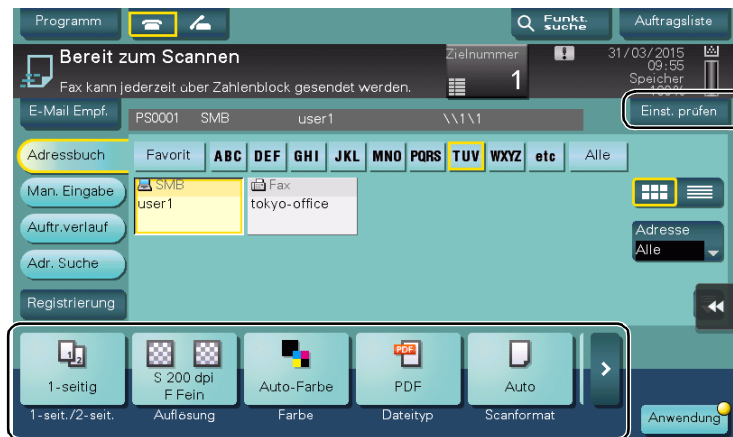 Programm
Funkt. suche
Auftragsliste
Bereit zum Scannen
Zielnummer
1
31/03/2015
09:55
Speicher
100%
Fax kann jederzeit über Zahlenblock gesendet werden.
E-Mail Empf.
PS0001 SMB user1 \\1\1
Einst. prüfen
Adressbuch
Favorit ABC DEF GHI JKL MNO PQRS TUV WXYZ etc Alle
Man. Eingabe
SMB
user1
Fax
tokyo-office
Auftr.verlauf
Adresse
Alle
Adr. Suche
Registrierung
1-seitig
S 200 dpi
F Fein
Auto-Farbe
PDF
PDF
Auto
1-seit./2-seit.
Auflösung
Farbe
Dateityp
Scanformat
Anwendung